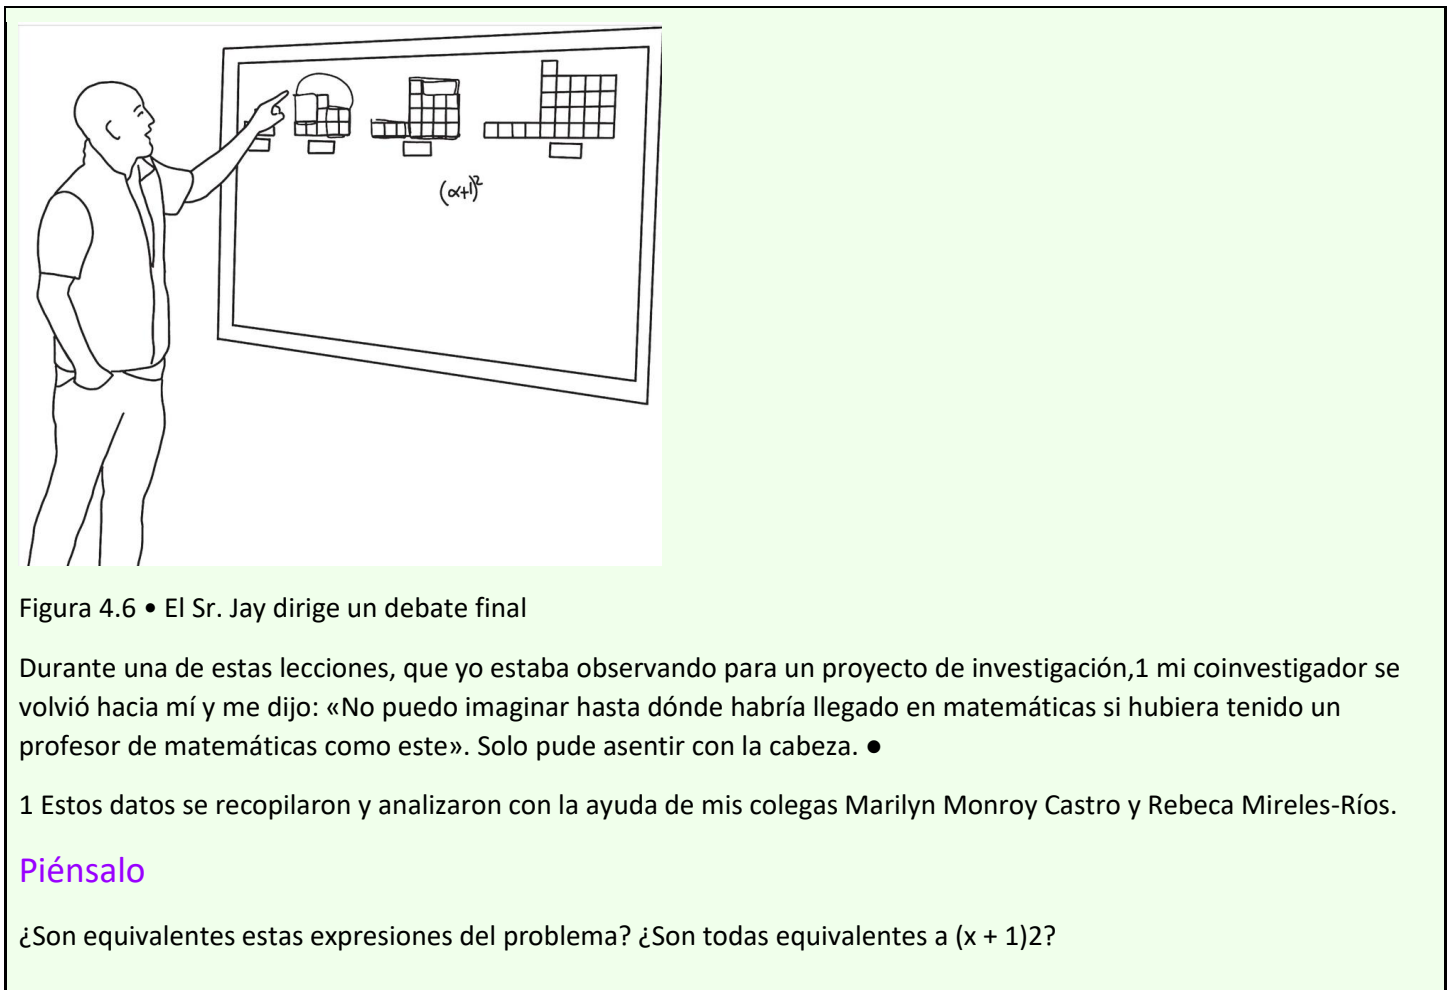 (x+1)²
Figura 4.6 • El Sr. Jay dirige un debate final
Durante una de estas lecciones, que yo estaba observando para un proyecto de investigación,1 mi coinvestigador se
volvió hacia mí y me dijo: «No puedo imaginar hasta dónde habría llegado en matemáticas si hubiera tenido un
profesor de matemáticas como este». Solo pude asentir con la cabeza. ●
1 Estos datos se recopilaron y analizaron con la ayuda de mis colegas Marilyn Monroy Castro y Rebeca Mireles-Ríos.
Piénsalo
¿Son equivalentes estas expresiones del problema? ¿Son todas equivalentes a (x + 1)2?